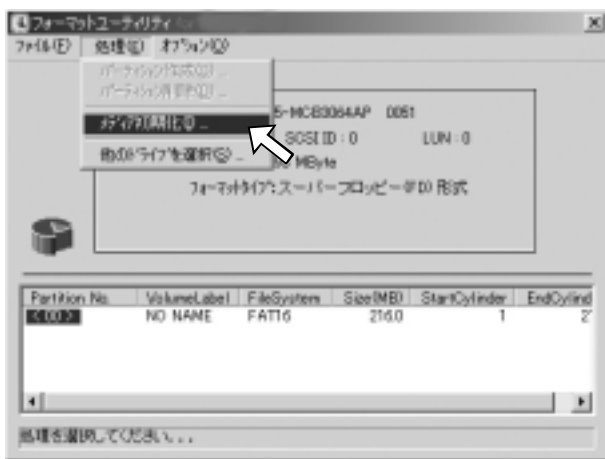 フォーマットユーティリティ
ファイル(F) 処理(E) オプション(O)
パーティション作成(C) ...
パーティション削除(D) ...
メディア初期化(I) ...
他のドライブを選択(S) ...
5-MCB3064AP 0051
SCSI ID : 0 LUN : 0
MByte
フォーマットタイプ: スーパーフロッピー(FD) 形式
Partition No. VolumeLabel FileSystem Size(MB) StartCylinder EndCylind
< 00 > NO NAME FAT16 216.0 1 2
処理を選択してください...